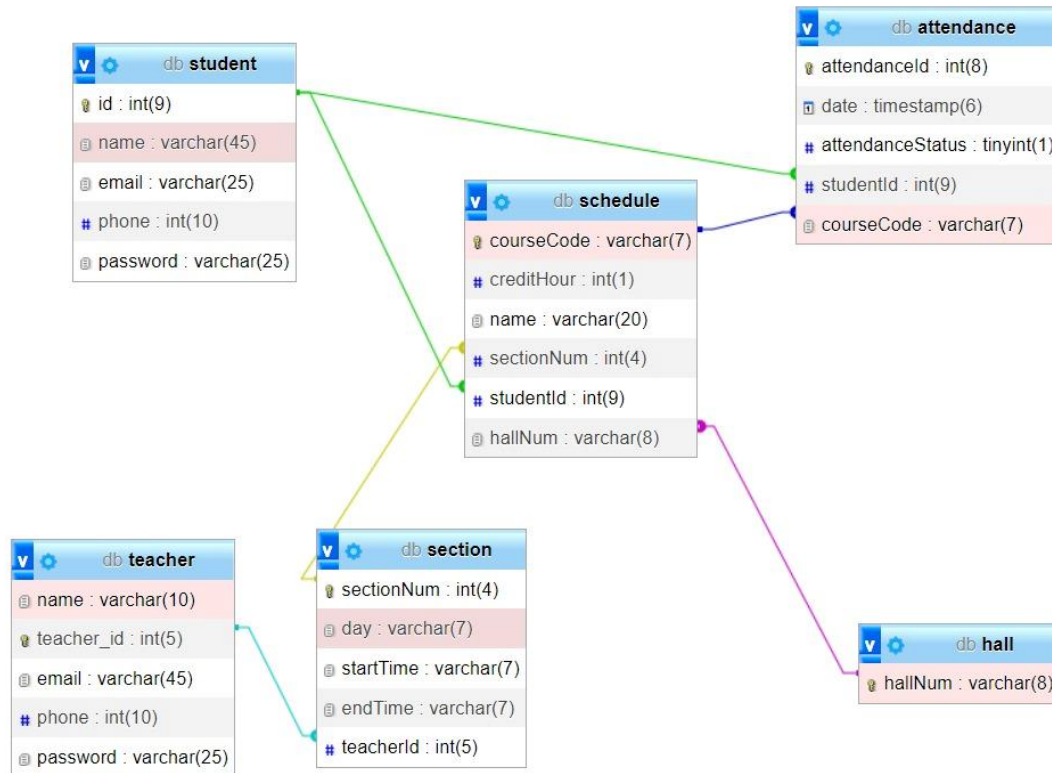 db student
id : int(9)
name : varchar(45)
email : varchar(25)
phone : int(10)
password : varchar(25)
db attendance
attendanceId : int(8)
date : timestamp(6)
attendanceStatus : tinyint(1)
studentId : int(9)
courseCode : varchar(7)
db schedule
courseCode : varchar(7)
creditHour : int(1)
name : varchar(20)
sectionNum : int(4)
studentId : int(9)
hallNum : varchar(8)
db teacher
name : varchar(10)
teacher_id : int(5)
email : varchar(45)
phone : int(10)
password : varchar(25)
db section
sectionNum : int(4)
day : varchar(7)
startTime : varchar(7)
endTime : varchar(7)
teacherId : int(5)
db hall
hallNum : varchar(8)